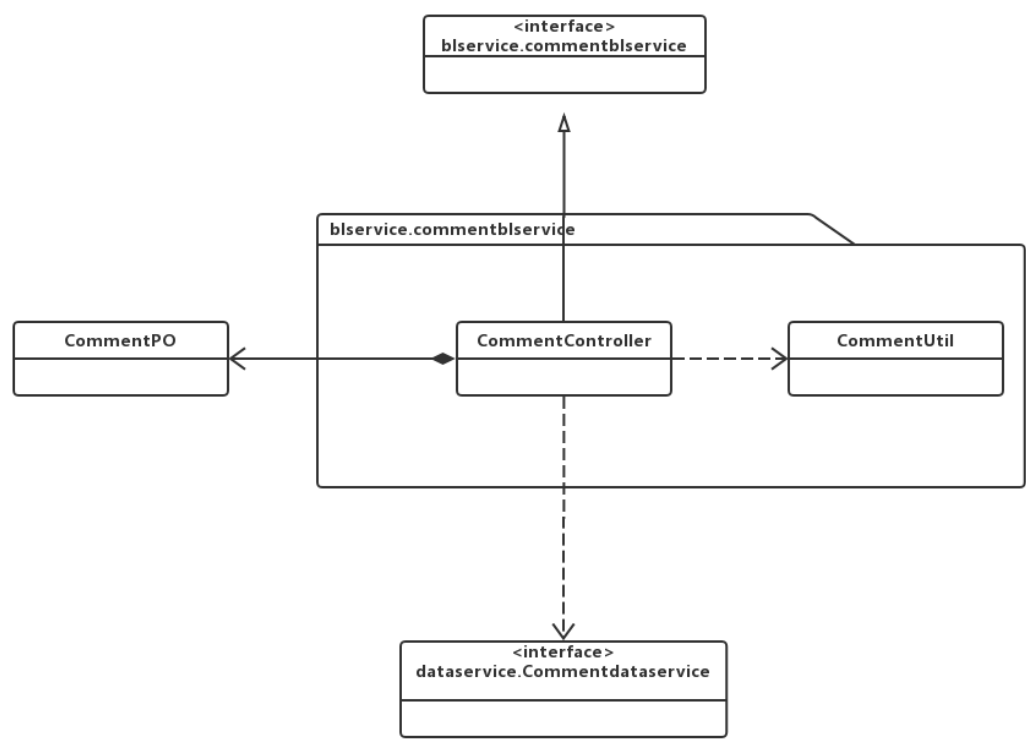 <interface>
blservice.commentblservice
blservice.commentblservice
CommentPO
CommentController
CommentUtil
<interface>
dataservice.Commentdataservice